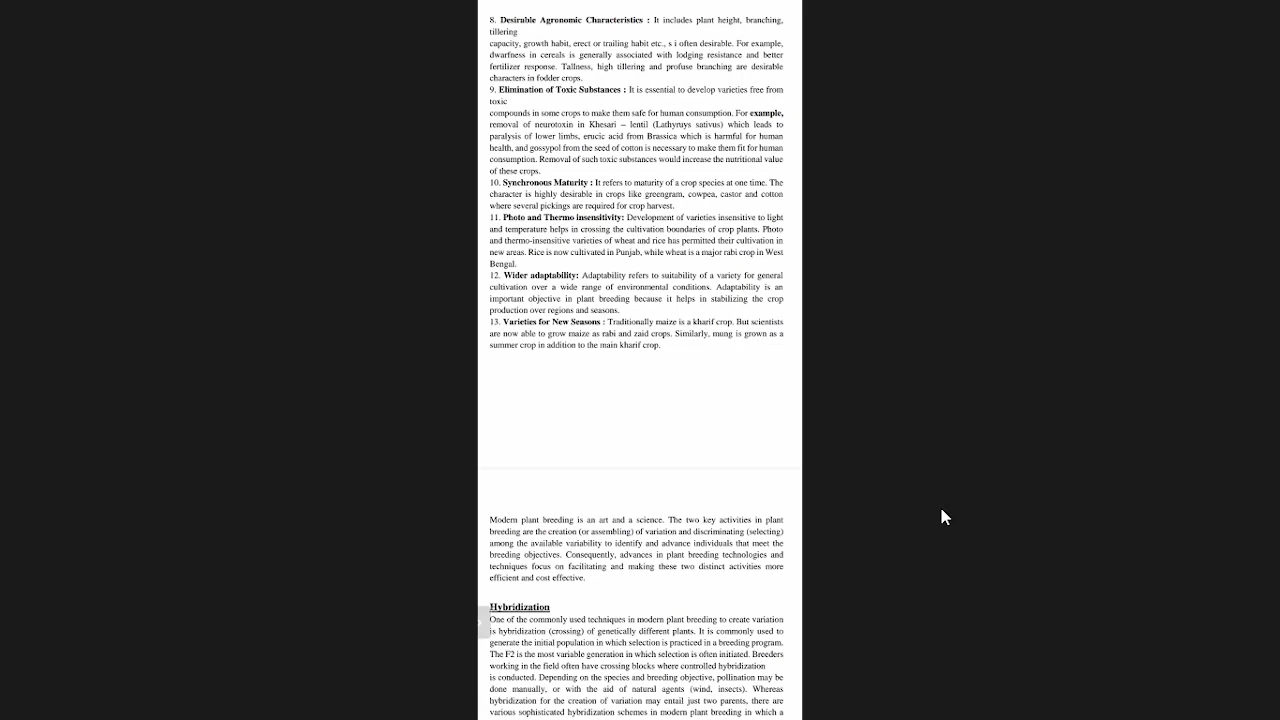 8. Desirable Agronomic Characteristics : It includes plant height, branching,
tillering
capacity, growth habit, erect or trailing habit etc., s i often desirable. For example,
dwarfness in cereals is generally associated with lodging resistance and better
fertilizer response. Tallness, high tillering and profuse branching are desirable
characters in fodder crops.
9. Elimination of Toxic Substances : It is essential to develop varieties free from
toxic
compounds in some crops to make them safe for human consumption. For example,
removal of neurotoxin in Khesari – lentil (Lathyruys sativus) which leads to
paralysis of lower limbs, erucic acid from Brassica which is harmful for human
health, and gossypol from the seed of cotton is necessary to make them fit for human
consumption. Removal of such toxic substances would increase the nutritional value
of these crops.
10. Synchronous Maturity : It refers to maturity of a crop species at one time. The
character is highly desirable in crops like greengram, cowpea, castor and cotton
where several pickings are required for crop harvest.
11. Photo and Thermo insensitivity: Development of varieties insensitive to light
and temperature helps in crossing the cultivation boundaries of crop plants. Photo
and thermo-insensitive varieties of wheat and rice has permitted their cultivation in
new areas. Rice is now cultivated in Punjab, while wheat is a major rabi crop in West
Bengal.
12. Wider adaptability: Adaptability refers to suitability of a variety for general
cultivation over a wide range of environmental conditions. Adaptability is an
important objective in plant breeding because it helps in stabilizing the crop
production over regions and seasons.
13. Varieties for New Seasons : Traditionally maize is a kharif crop. But scientists
are now able to grow maize as rabi and zaid crops. Similarly, mung is grown as a
summer crop in addition to the main kharif crop.
Modern plant breeding is an art and a science. The two key activities in plant
breeding are the creation (or assembling) of variation and discriminating (selecting)
among the available variability to identify and advance individuals that meet the
breeding objectives. Consequently, advances in plant breeding technologies and
techniques focus on facilitating and making these two distinct activities more
efficient and cost effective.
Hybridization
One of the commonly used techniques in modern plant breeding to create variation
is hybridization (crossing) of genetically different plants. It is commonly used to
generate the initial population in which selection is practiced in a breeding program.
The F2 is the most variable generation in which selection is often initiated. Breeders
working in the field often have crossing blocks where controlled hybridization
is conducted. Depending on the species and breeding objective, pollination may be
done manually, or with the aid of natural agents (wind, insects). Whereas
hybridization for the creation of variation may entail just two parents, there are
various sophisticated hybridization schemes in modern plant breeding in which a